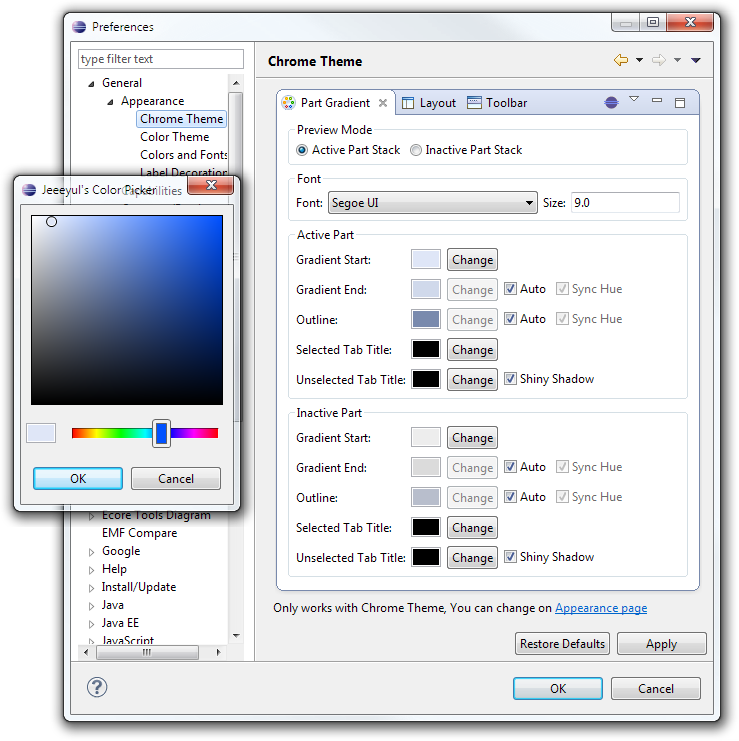 Preferences
type filter text
General
Appearance
Chrome Theme
Color Theme
Colors and Fonts
Label Decoration
Capabilities
Jeeeyul's Color Picker
OK
Cancel
Ecore Tools Diagram
EMF Compare
Google
Help
Install/Update
Java
Java EE
JavaScript
Chrome Theme
Part Gradient
Layout
Toolbar
Preview Mode
Active Part Stack
Inactive Part Stack
Font
Font: Segoe UI Size: 9.0
Active Part
Gradient Start: Change
Gradient End: Change Auto Sync Hue
Outline: Change Auto Sync Hue
Selected Tab Title: Change
Unselected Tab Title: Change Shiny Shadow
Inactive Part
Gradient Start: Change
Gradient End: Change Auto Sync Hue
Outline: Change Auto Sync Hue
Selected Tab Title: Change
Unselected Tab Title: Change Shiny Shadow
Only works with Chrome Theme, You can change on Appearance page
Restore Defaults
Apply
OK
Cancel